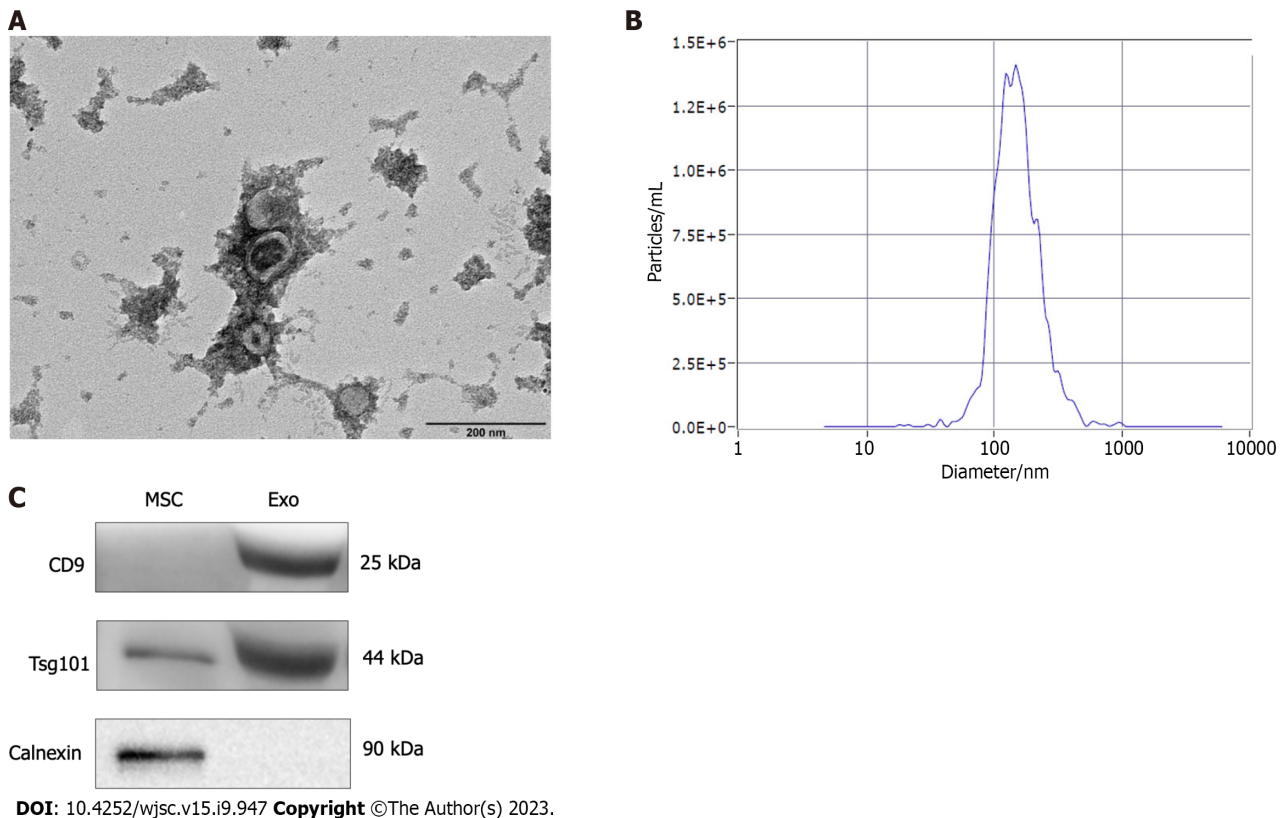 A
200 nm
B
1.5E+6
1.2E+6
1.0E+6
7.5E+5
5.0E+5
2.5E+5
0.0E+0
Particles/mL
1 10 100 1000 10000
Diameter/nm
C
MSC Exo
CD9 25 kDa
Tsg101 44 kDa
Calnexin 90 kDa
DOI: 10.4252/wjsc.v15.i9.947 Copyright ©The Author(s) 2023.